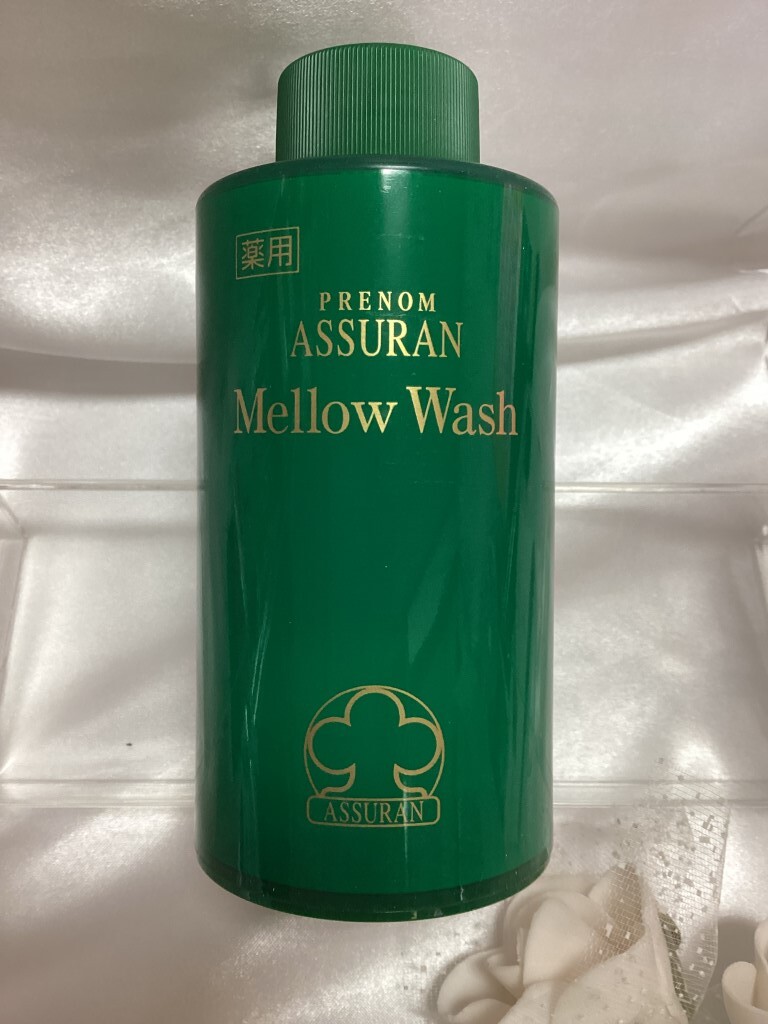 薬用
PRENOM
ASSURAN
Mellow Wash
ASSURAN